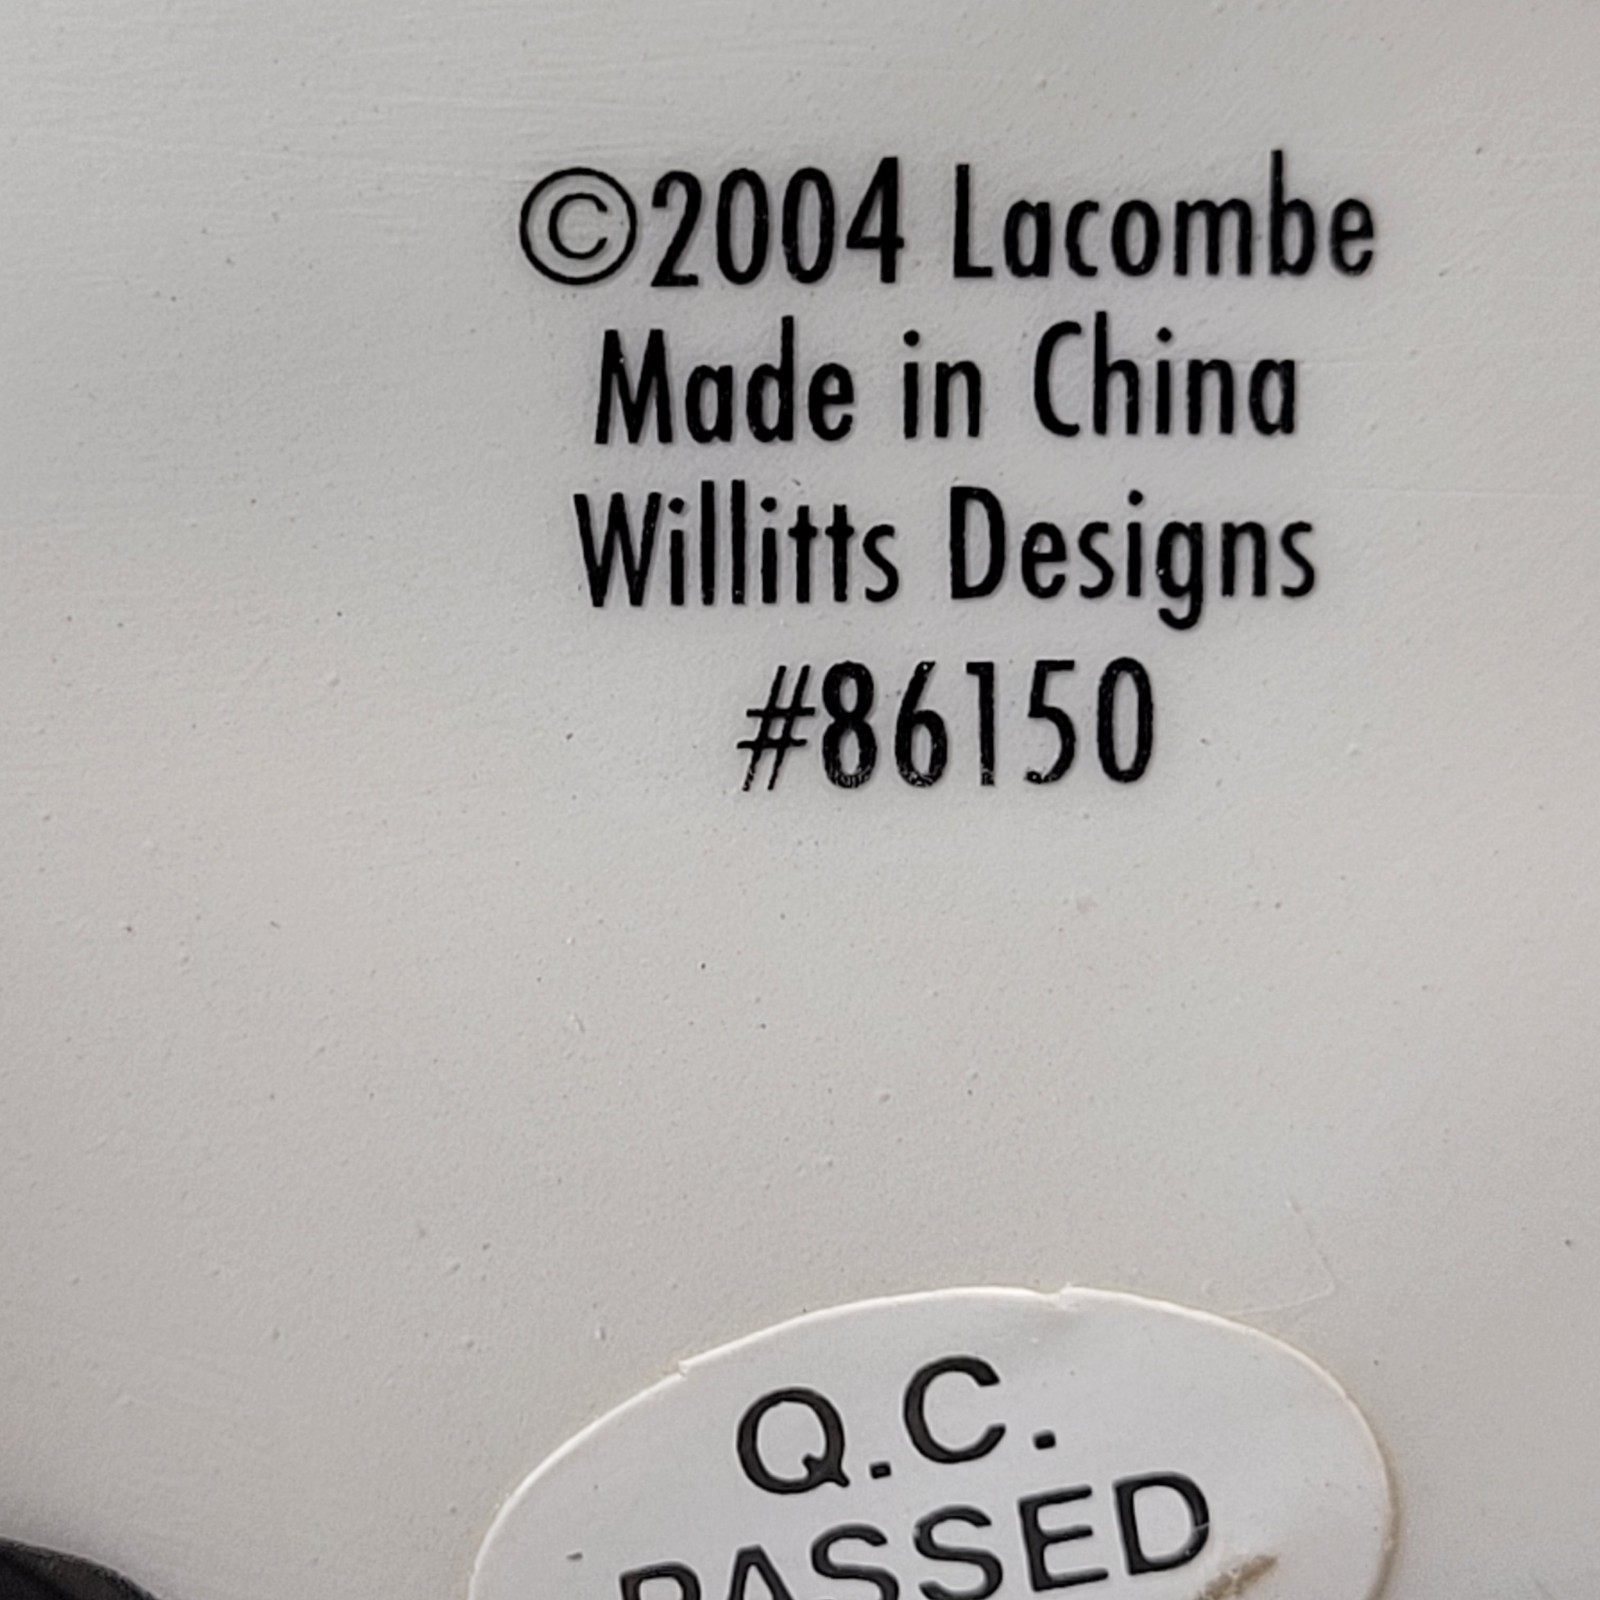 ©2004 Lacombe
Made in China
Willitts Designs
#86150
Q.C.
PASSED